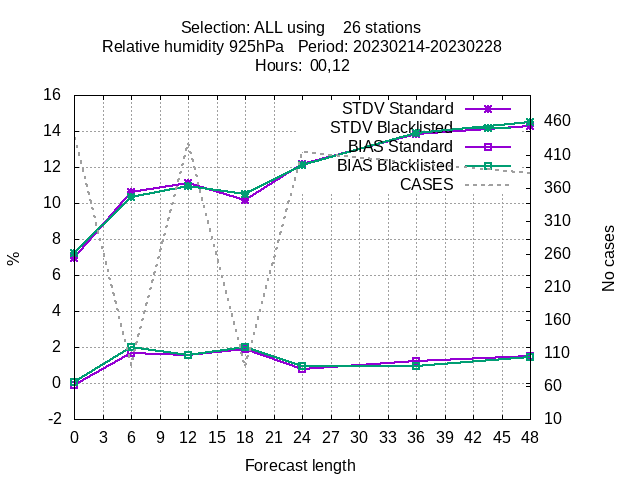 Selection: ALL using    26 stations
Relative humidity 925hPa   Period: 20230214-20230228
Hours:  00,12
16
14
12
10
8
6
4
2
0
-2
%
STDV Standard
STDV Blacklisted
BIAS Standard
BIAS Blacklisted
CASES
460
410
360
310
260
210
160
110
60
10
No cases
0 3 6 9 12 15 18 21 24 27 30 33 36 39 42 45 48
Forecast length